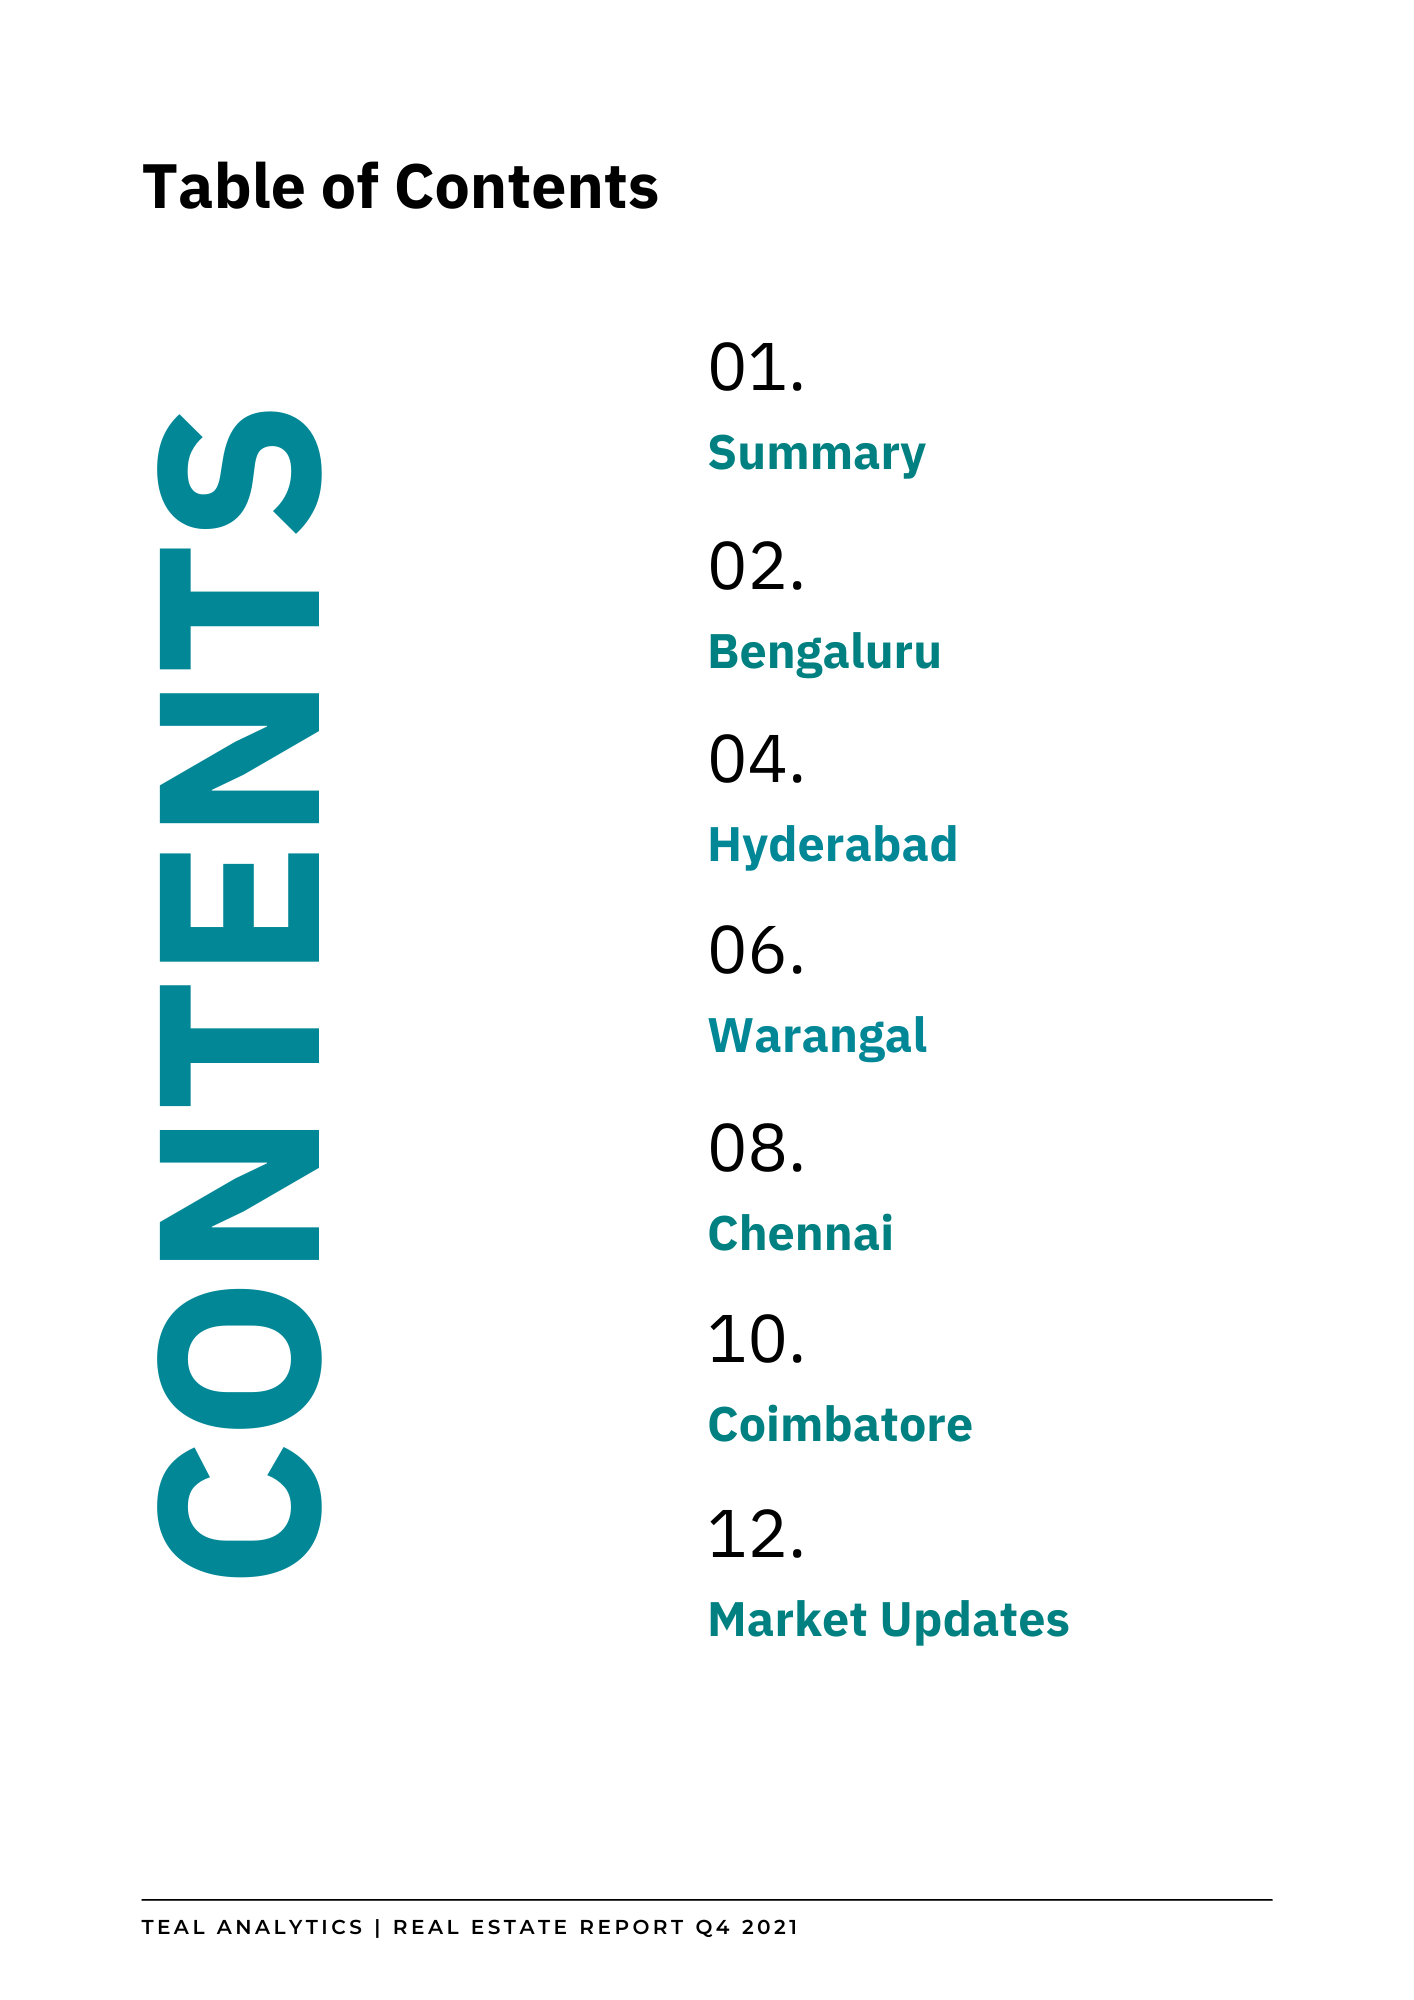 Table of Contents
CONTENTS
01.
Summary
02.
Bengaluru
04.
Hyderabad
06.
Warangal
08.
Chennai
10.
Coimbatore
12.
Market Updates
TEAL ANALYTICS | REAL ESTATE REPORT Q4 2021